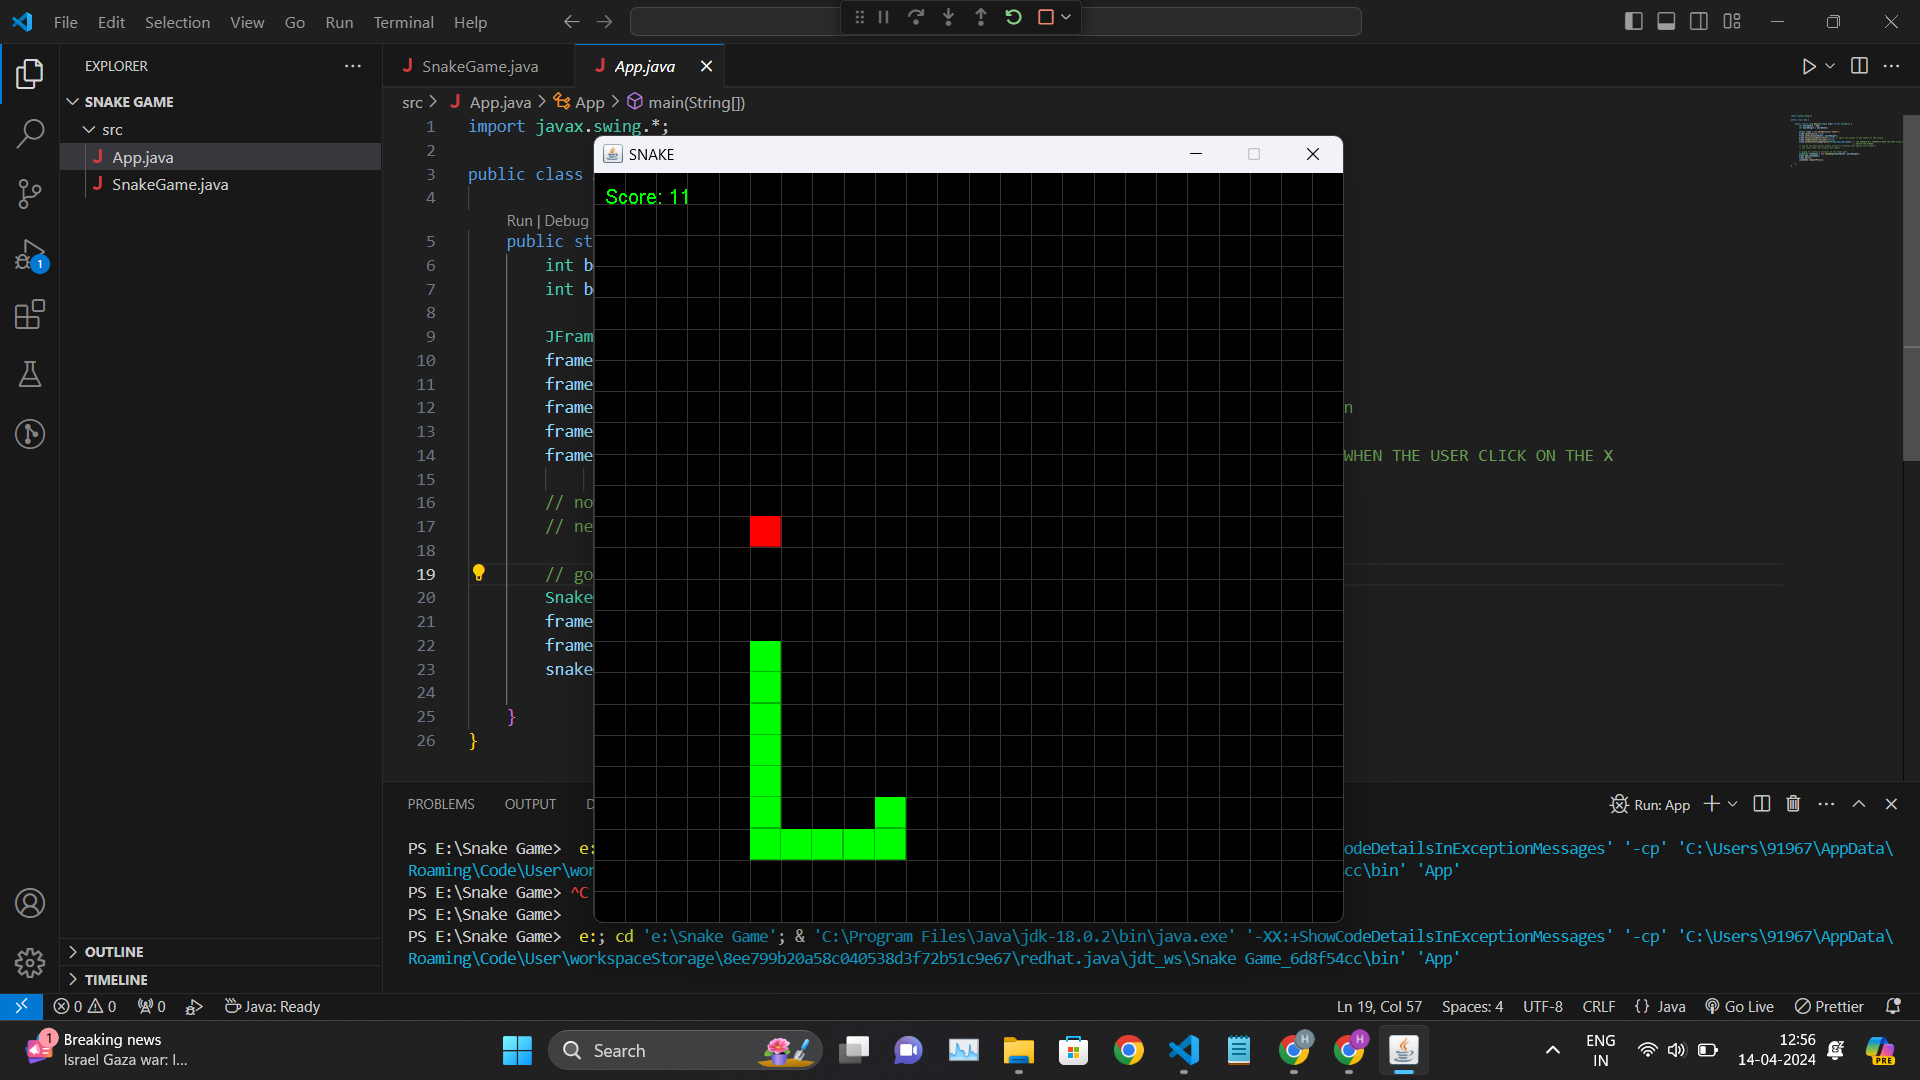 File Edit Selection View Go Run Terminal Help
EXPLORER
SNAKE GAME
src
App.java
SnakeGame.java
OUTLINE
TIMELINE
SnakeGame.java App.java
src App.java App main(String[])
1 import javax.swing.*;
2
3 public class
4
Run | Debug
5 public st
6 int b
7 int b
8
9 JFram
10 frame
11 frame
12 frame n
13 frame
14 frame WHEN THE USER CLICK ON THE X
15
16 // no
17 // ne
18
19 // go
20 Snake
21 frame
22 frame
23 snake
24
25 }
26 }
SNAKE
Score: 11
PROBLEMS OUTPUT D
Run: App
PS E:\Snake Game> e: odeDetailsInExceptionMessages' '-cp' 'C:\Users\91967\AppData\
Roaming\Code\User\wor cc\bin' 'App'
PS E:\Snake Game> ^C
PS E:\Snake Game>
PS E:\Snake Game> e:; cd 'e:\Snake Game'; & 'C:\Program Files\Java\jdk-18.0.2\bin\java.exe' '-XX:+ShowCodeDetailsInExceptionMessages' '-cp' 'C:\Users\91967\AppData\
Roaming\Code\User\workspaceStorage\8ee799b20a58c040538d3f72b51c9e67\redhat.java\jdt_ws\Snake Game_6d8f54cc\bin' 'App'
0 0 0 Java: Ready
Ln 19, Col 57 Spaces: 4 UTF-8 CRLF {} Java Go Live Prettier
1
Breaking news
Israel Gaza war: I...
Search
ENG
IN
12:56
14-04-2024
PRE